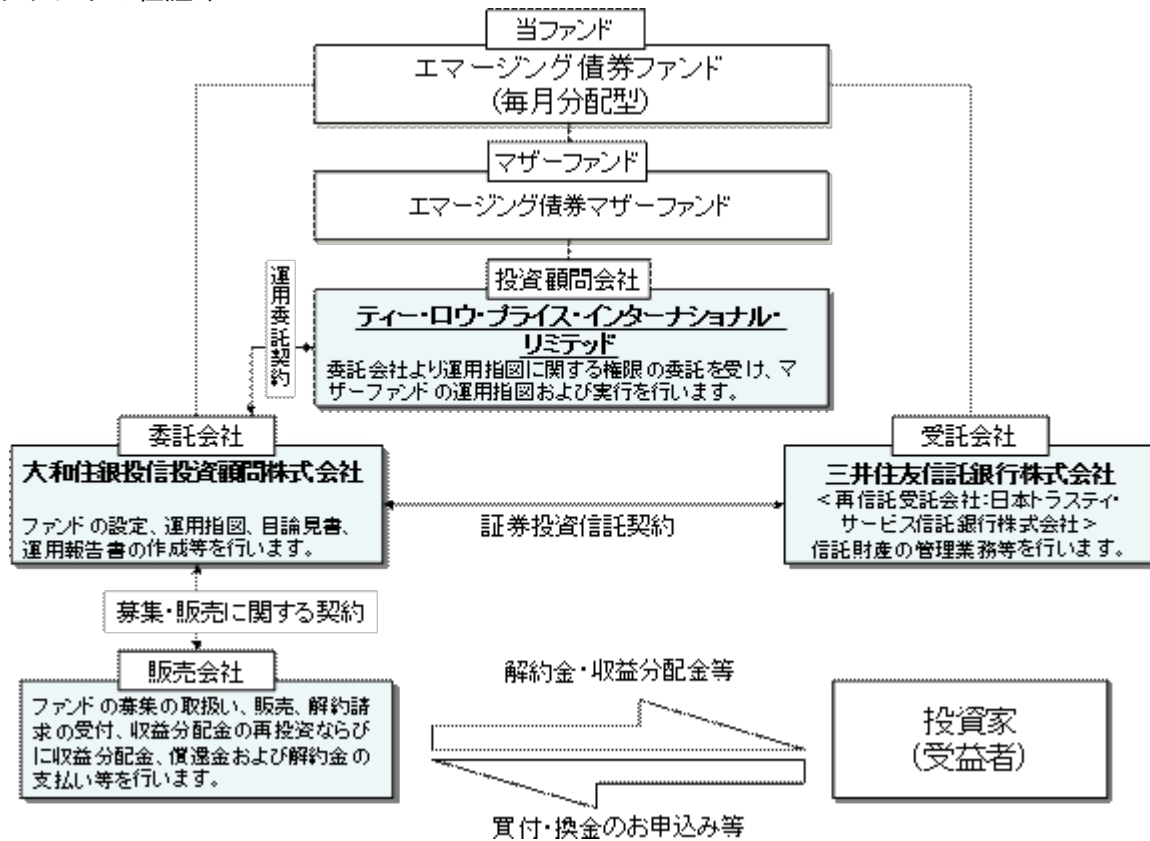 当ファンド
エマージング債券ファンド
(毎月分配型)
マザーファンド
エマージング債券マザーファンド
運用委託契約
投資顧問会社
ティー・ロウ・プライス・インターナショナル・
リミテッド
委託会社より運用指図に関する権限の委託を受け、マ
ザーファンドの運用指図および実行を行います。
委託会社
大和住銀投信投資顧問株式会社
ファンドの設定、運用指図、目論見書、
運用報告書の作成等を行います。
証券投資信託契約
受託会社
三井住友信託銀行株式会社
<再信託受託会社:日本トラスティ・
サービス信託銀行株式会社>
信託財産の管理業務等を行います。
募集・販売に関する契約
販売会社
ファンドの募集の取扱い、販売、解約請
求の受付、収益分配金の再投資ならび
に収益分配金、償還金および解約金の
支払い等を行います。
解約金・収益分配金等
買付・換金のお申込み等
投資家
(受益者)